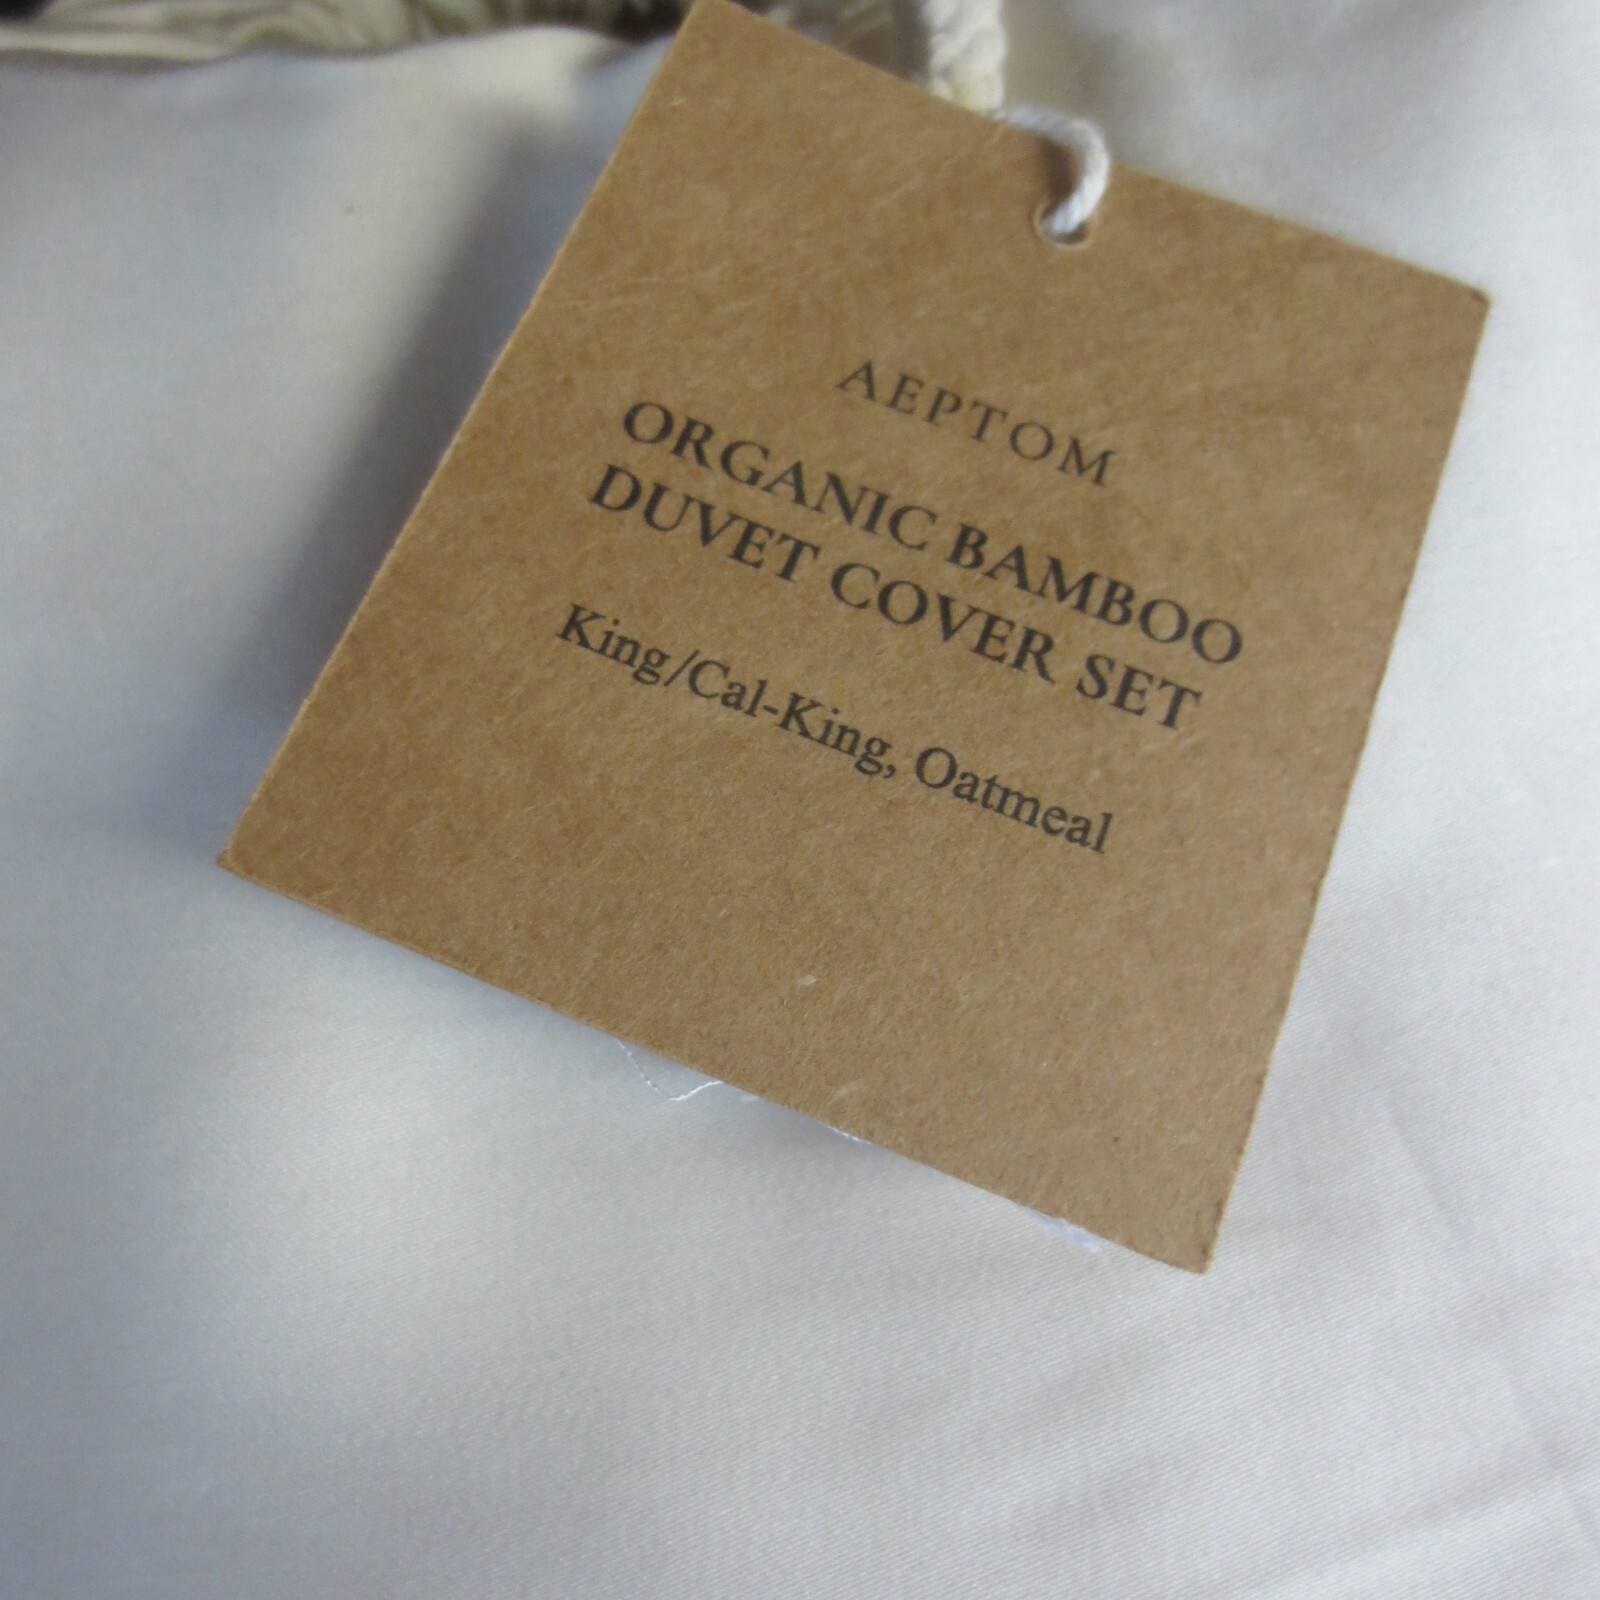 AEPTOM
ORGANIC BAMBOO
DUVET COVER SET
King/Cal-King, Oatmeal